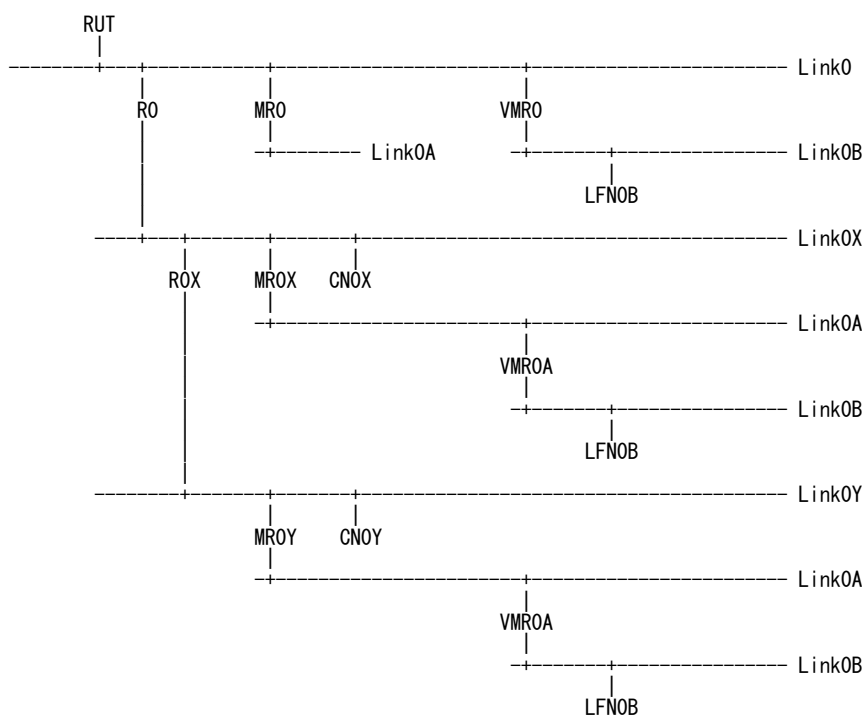 RUT
Link0
R0 MR0 VMR0
Link0A Link0B
LFN0B
Link0X
R0X MR0X CN0X
Link0A
VMR0A
Link0B
LFN0B
Link0Y
MR0Y CN0Y
Link0A
VMR0A
Link0B
LFN0B